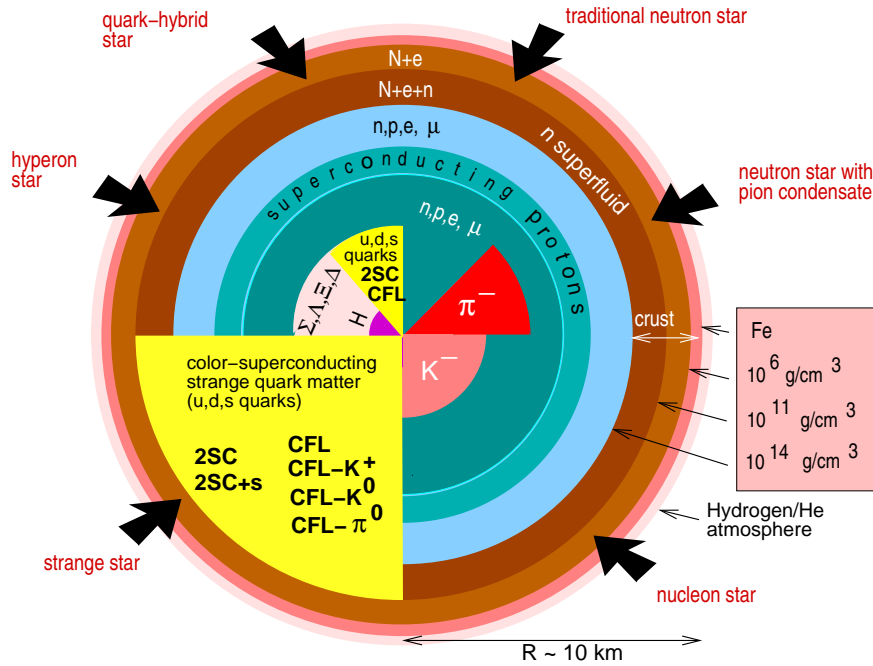 quark–hybrid
star
traditional neutron star
N+e
N+e+n
n,p,e, μ
n superfluid
hyperon
star
neutron star with
pion condensate
superconducting protons
n,p,e, μ
u,d,s
quarks
2SC
CFL
Σ,Λ,Ξ,Δ
H
π⁻
K⁻
crust
Fe
10⁶ g/cm³
10¹¹ g/cm³
10¹⁴ g/cm³
color–superconducting
strange quark matter
(u,d,s quarks)
2SC
2SC+s
CFL
CFL–K⁺
CFL–K⁰
CFL–π⁰
Hydrogen/He
atmosphere
strange star
nucleon star
R ~ 10 km